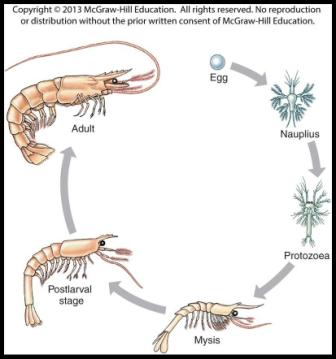 Copyright © 2013 McGraw-Hill Education. All rights reserved. No reproduction
or distribution without the prior written consent of McGraw-Hill Education.
Egg
Adult
Nauplius
Protozoea
Postlarval
stage
Mysis